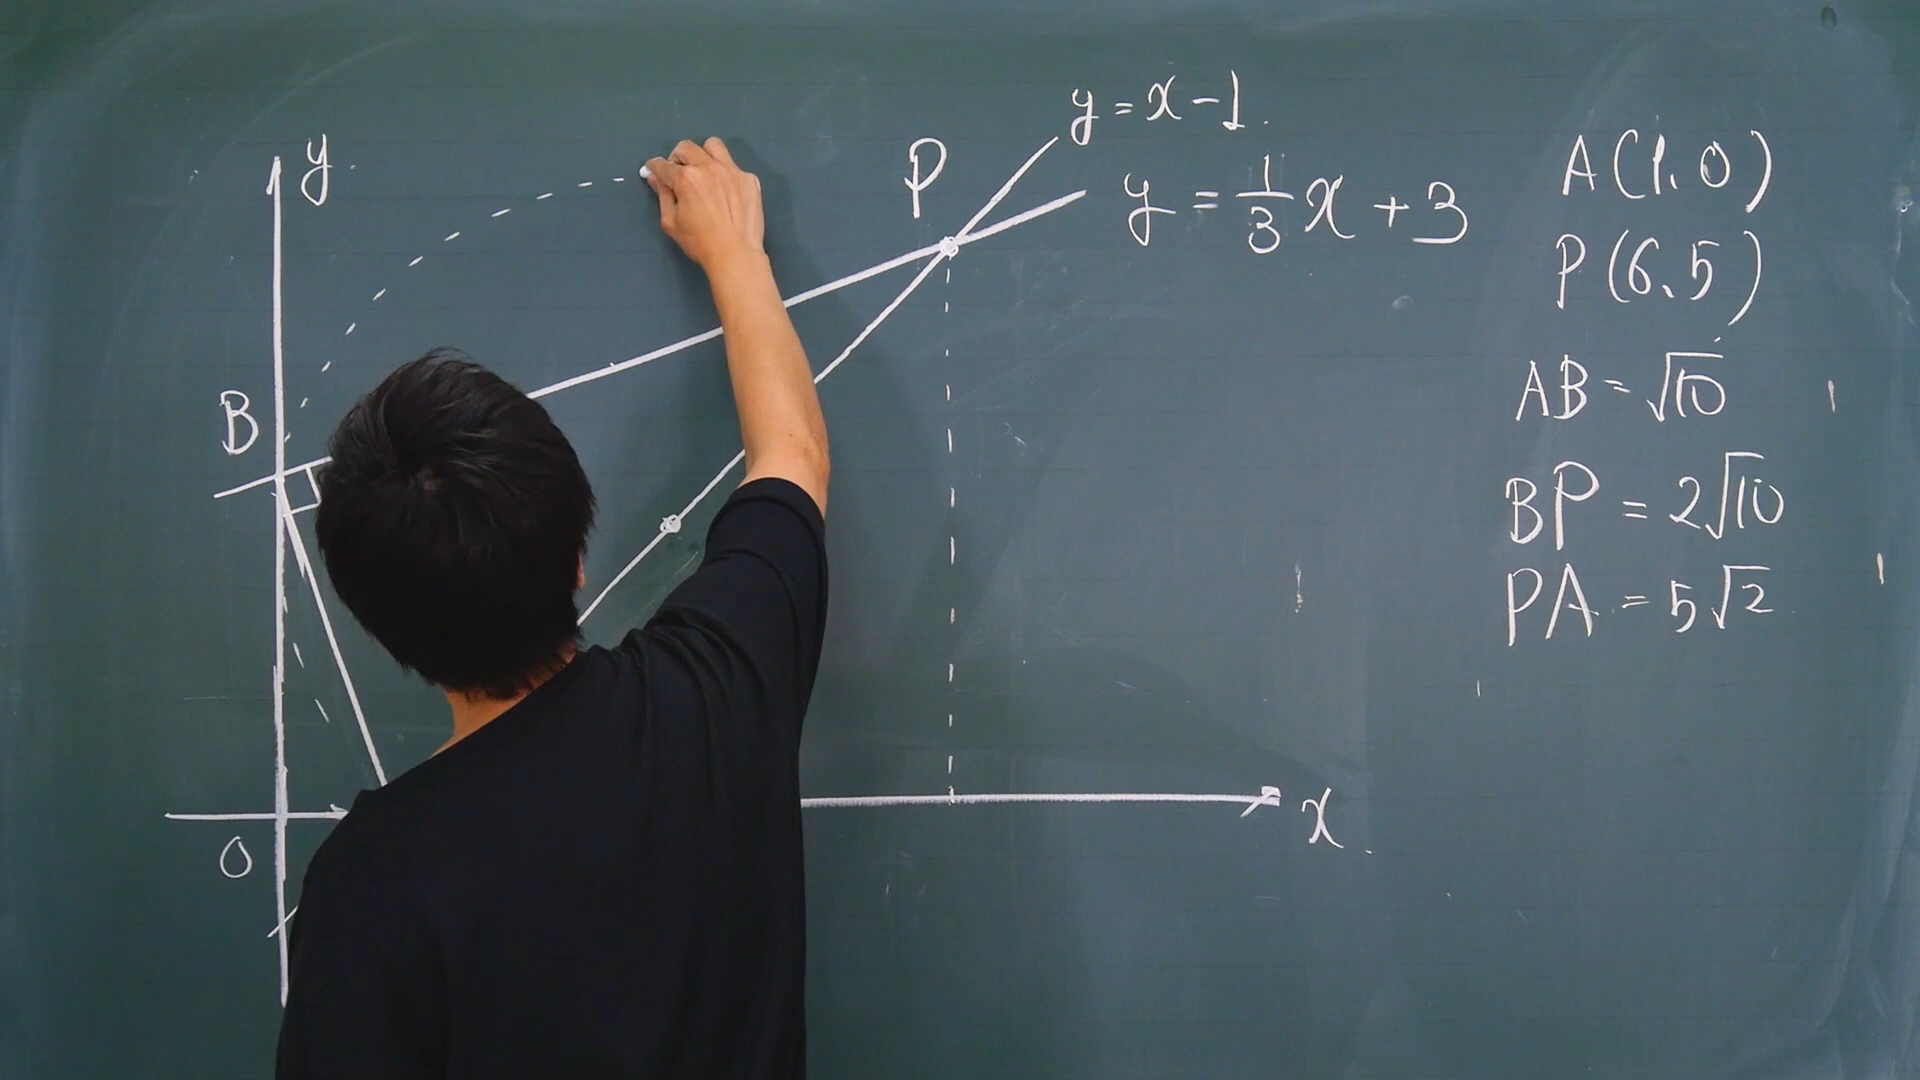 y
B
O
x
P
y = x - 1
y = 1/3 x + 3
A(1, 0)
P(6, 5)
AB = √10
BP = 2√10
PA = 5√2